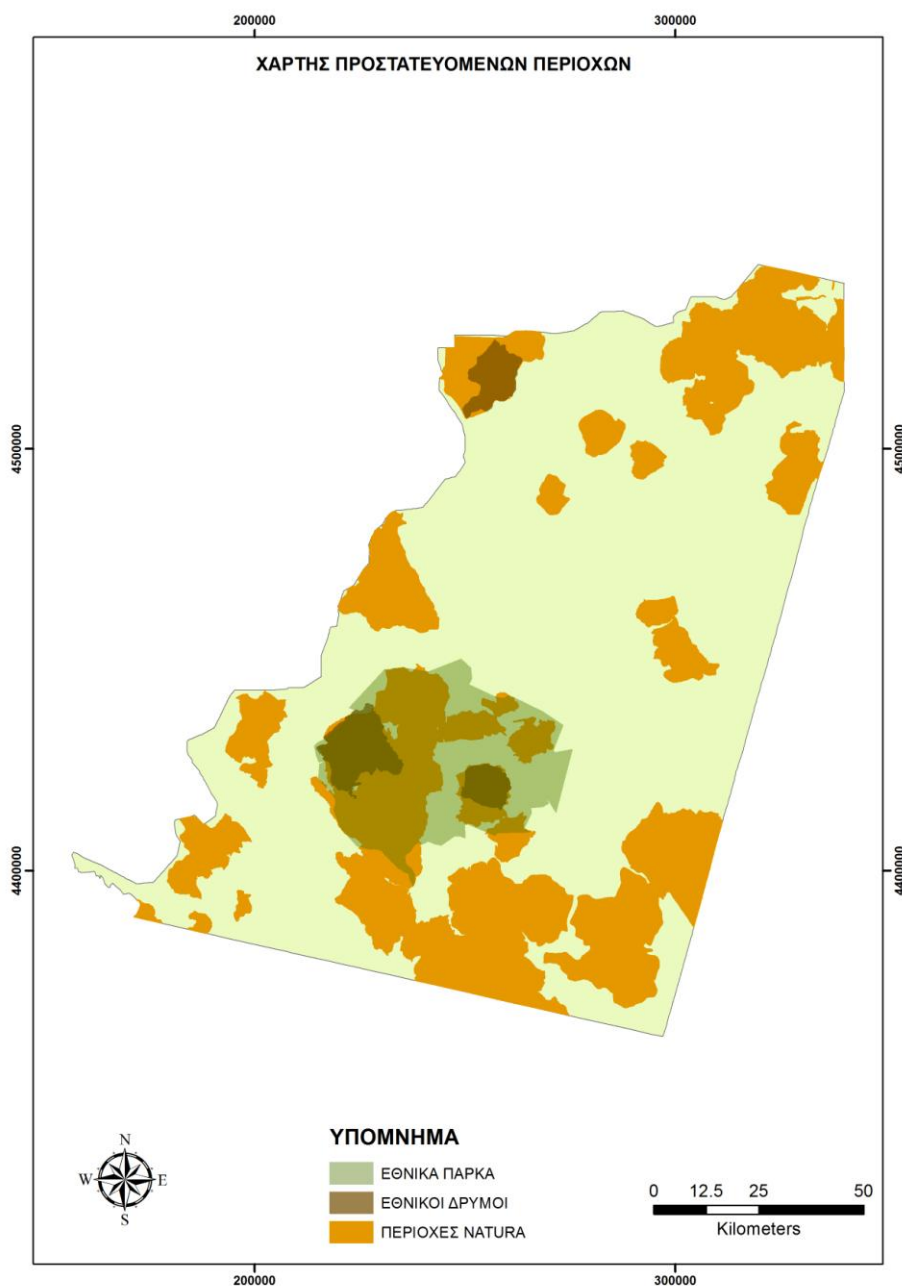 200000 300000
ΧΑΡΤΗΣ ΠΡΟΣΤΑΤΕΥΟΜΕΝΩΝ ΠΕΡΙΟΧΩΝ
4500000 4500000
4400000 4400000
N
W E
S
ΥΠΟΜΝΗΜΑ
ΕΘΝΙΚΑ ΠΑΡΚΑ
ΕΘΝΙΚΟΙ ΔΡΥΜΟΙ
ΠΕΡΙΟΧΕΣ NATURA
0 12.5 25 50
Kilometers
200000 300000